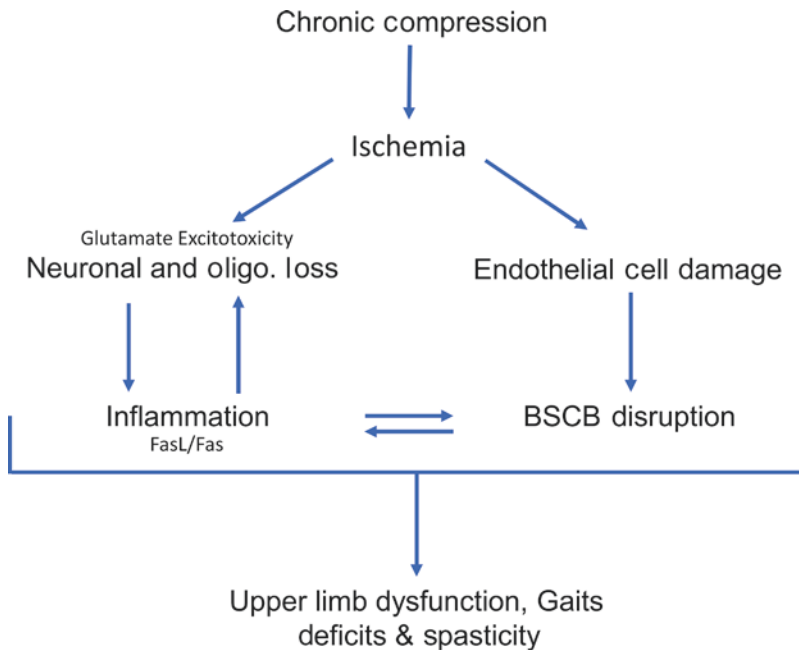 Chronic compression
Ischemia
Glutamate Excitotoxicity
Neuronal and oligo. loss
Endothelial cell damage
Inflammation
FasL/Fas
BSCB disruption
Upper limb dysfunction, Gaits
deficits & spasticity